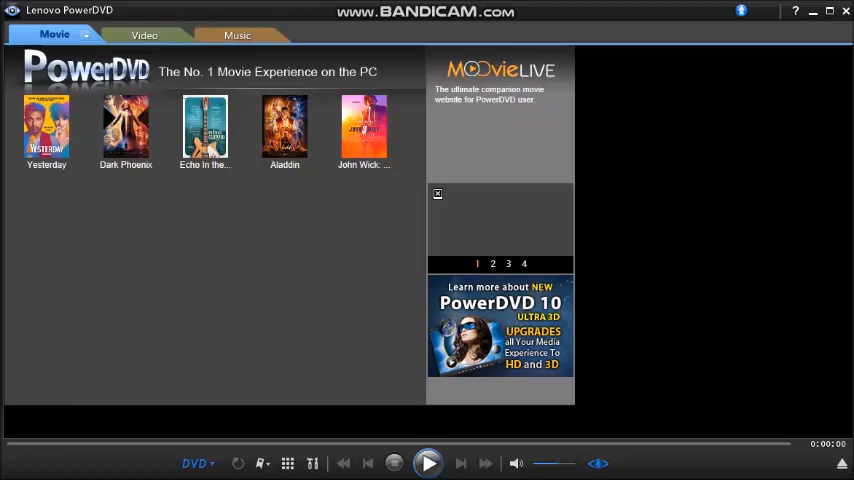 Lenovo PowerDVD
www.BANDICAM.com
?
Movie
Video
Music
PowerDVD
The No. 1 Movie Experience on the PC
MOOvieLIVE
The ultimate companion movie
website for PowerDVD user.
YESTERDAY
Yesterday
Dark Phoenix
Echo In the...
Aladdin
John Wick: ...
1 2 3 4
Learn more about NEW
PowerDVD 10
ULTRA 3D
UPGRADES
all Your Media
Experience To
HD and 3D
0:00:00
DVD